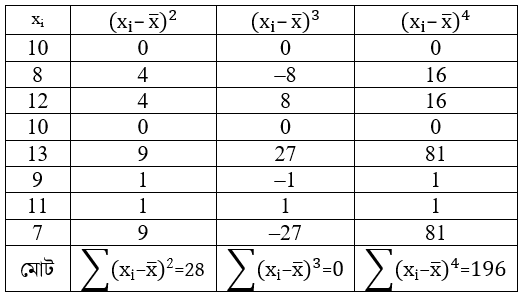 xᵢ (xᵢ– x̅)² (xᵢ– x̅)³ (xᵢ– x̅)⁴
10 0 0 0
8 4 –8 16
12 4 8 16
10 0 0 0
13 9 27 81
9 1 –1 1
11 1 1 1
7 9 –27 81
মোট ∑(xᵢ–x̅)²=28 ∑(xᵢ–x̅)³=0 ∑(xᵢ–x̅)⁴=196